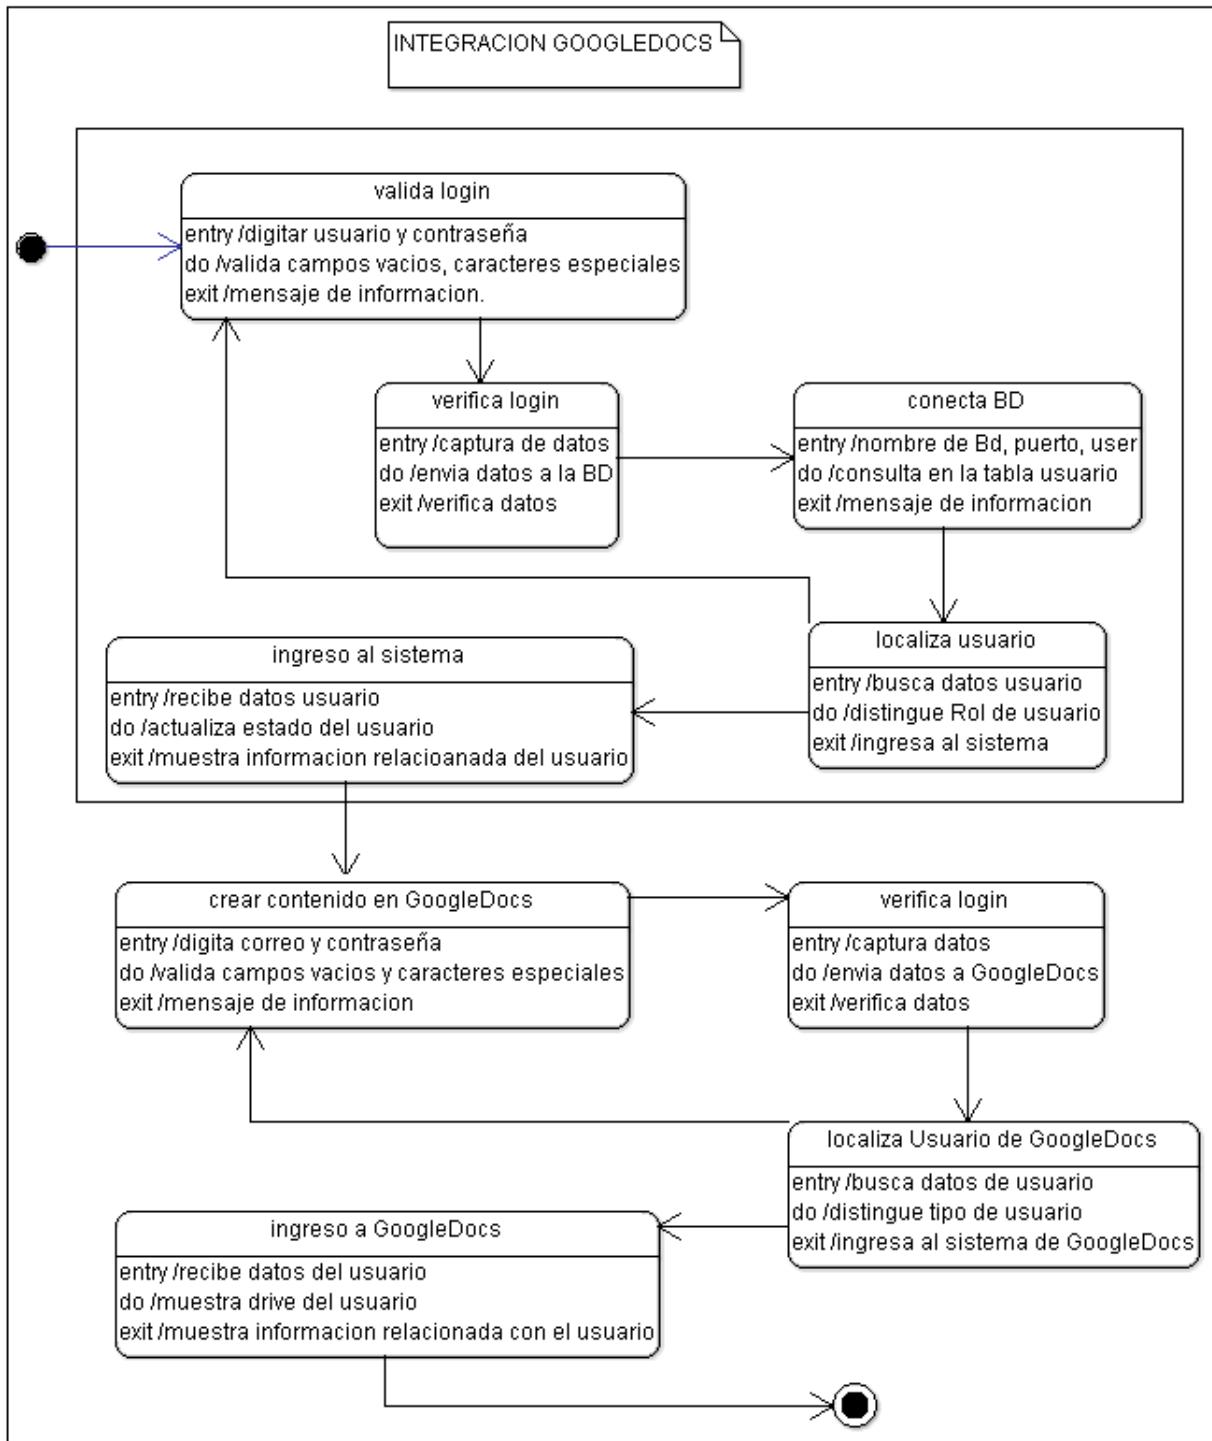 INTEGRACION GOOGLEDOCS
valida login
entry /digitar usuario y contraseña
do /valida campos vacios, caracteres especiales
exit /mensaje de informacion.
verifica login
entry /captura de datos
do /envia datos a la BD
exit /verifica datos
conecta BD
entry /nombre de Bd, puerto, user
do /consulta en la tabla usuario
exit /mensaje de informacion
localiza usuario
entry /busca datos usuario
do /distingue Rol de usuario
exit /ingresa al sistema
ingreso al sistema
entry /recibe datos usuario
do /actualiza estado del usuario
exit /muestra informacion relacioanada del usuario
crear contenido en GoogleDocs
entry /digita correo y contraseña
do /valida campos vacios y caracteres especiales
exit /mensaje de informacion
verifica login
entry /captura datos
do /envia datos a GoogleDocs
exit /verifica datos
localiza Usuario de GoogleDocs
entry /busca datos de usuario
do /distingue tipo de usuario
exit /ingresa al sistema de GoogleDocs
ingreso a GoogleDocs
entry /recibe datos del usuario
do /muestra drive del usuario
exit /muestra informacion relacionada con el usuario